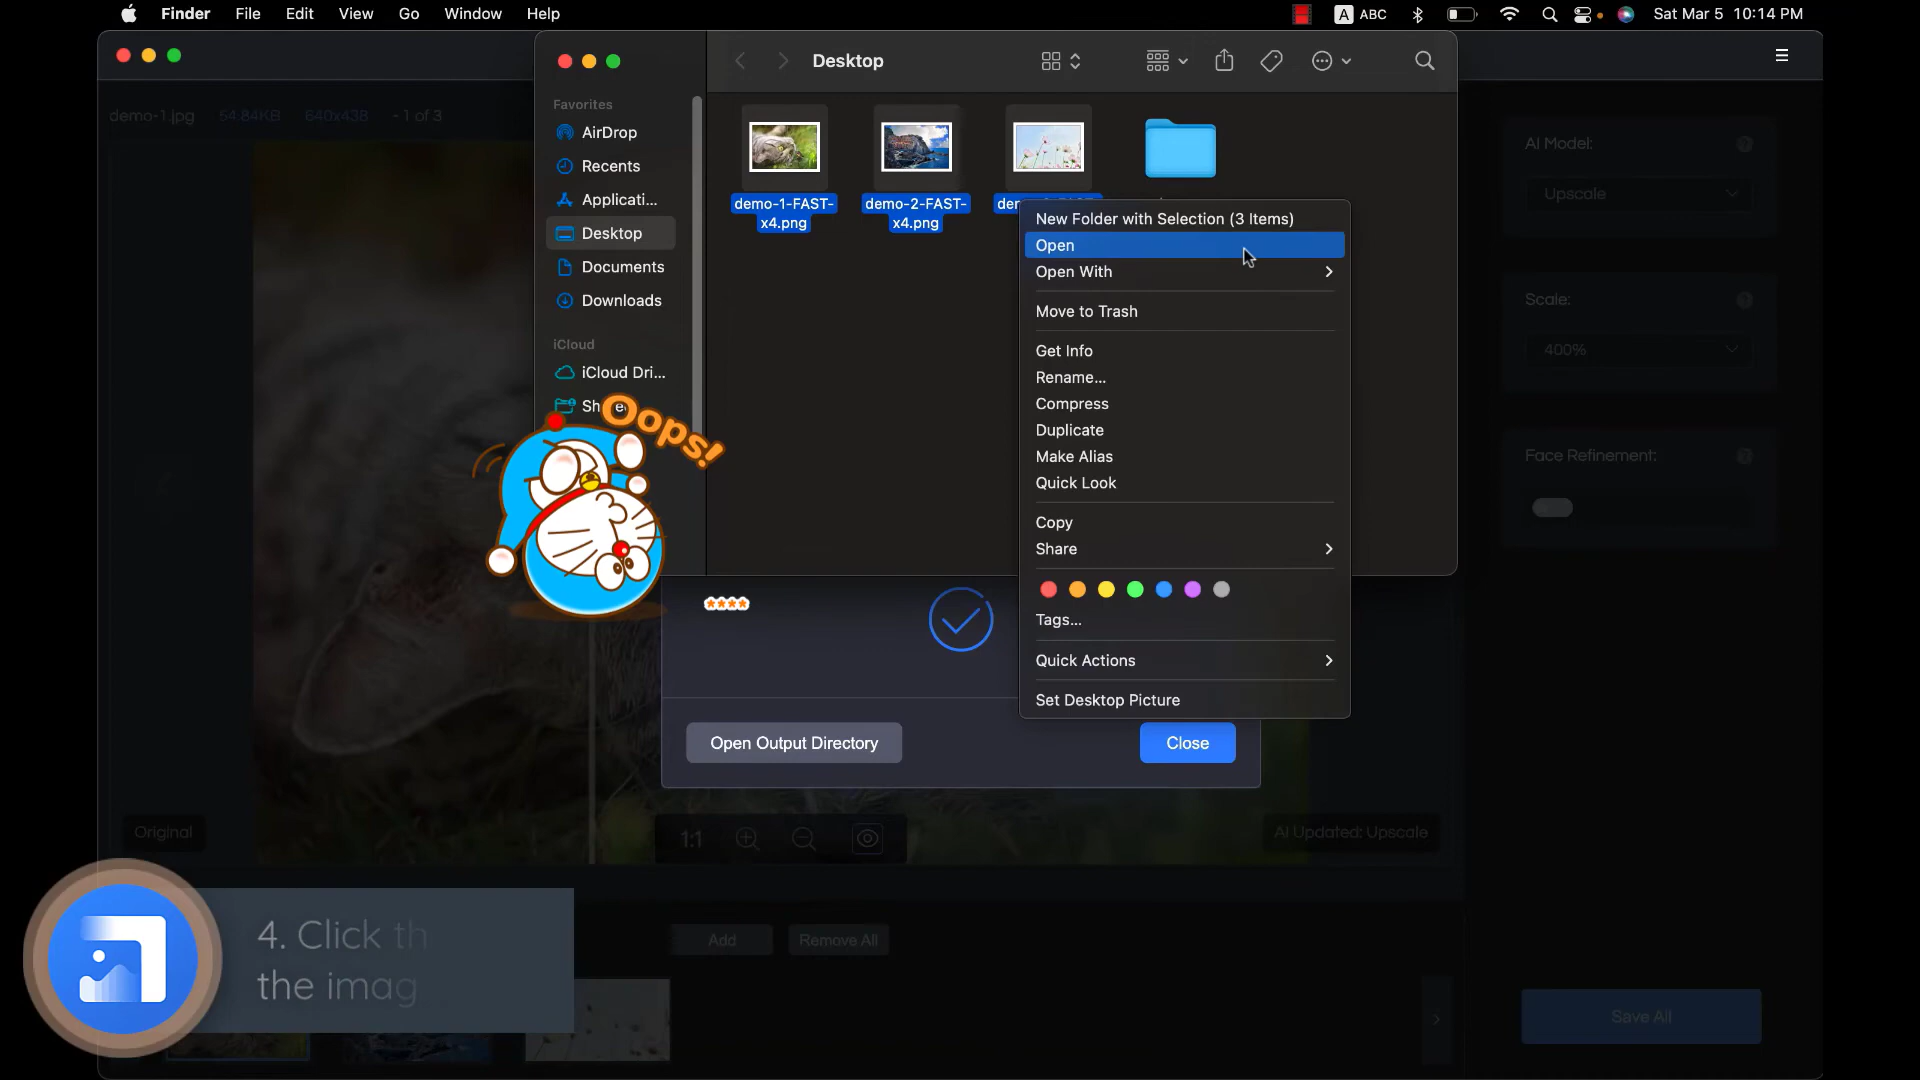 Finder File Edit View Go Window Help
A ABC Sat Mar 5 10:14 PM
Desktop
demo-1.jpg 54.84KB 640x438 - 1 of 3
Favorites
AirDrop
Recents
Applicati...
Desktop
Documents
Downloads
iCloud
iCloud Dri...
Oops!
demo-1-FAST-
x4.png
demo-2-FAST-
x4.png
New Folder with Selection (3 Items)
Open
Open With
Move to Trash
Get Info
Rename...
Compress
Duplicate
Make Alias
Quick Look
Copy
Share
Tags...
Quick Actions
Set Desktop Picture
AI Model:
Upscale
Scale:
400%
Face Refinement:
****
Open Output Directory
Close
Original
1:1
AI Updated: Upscale
4. Click th
the imag
Add
Remove All
Save All